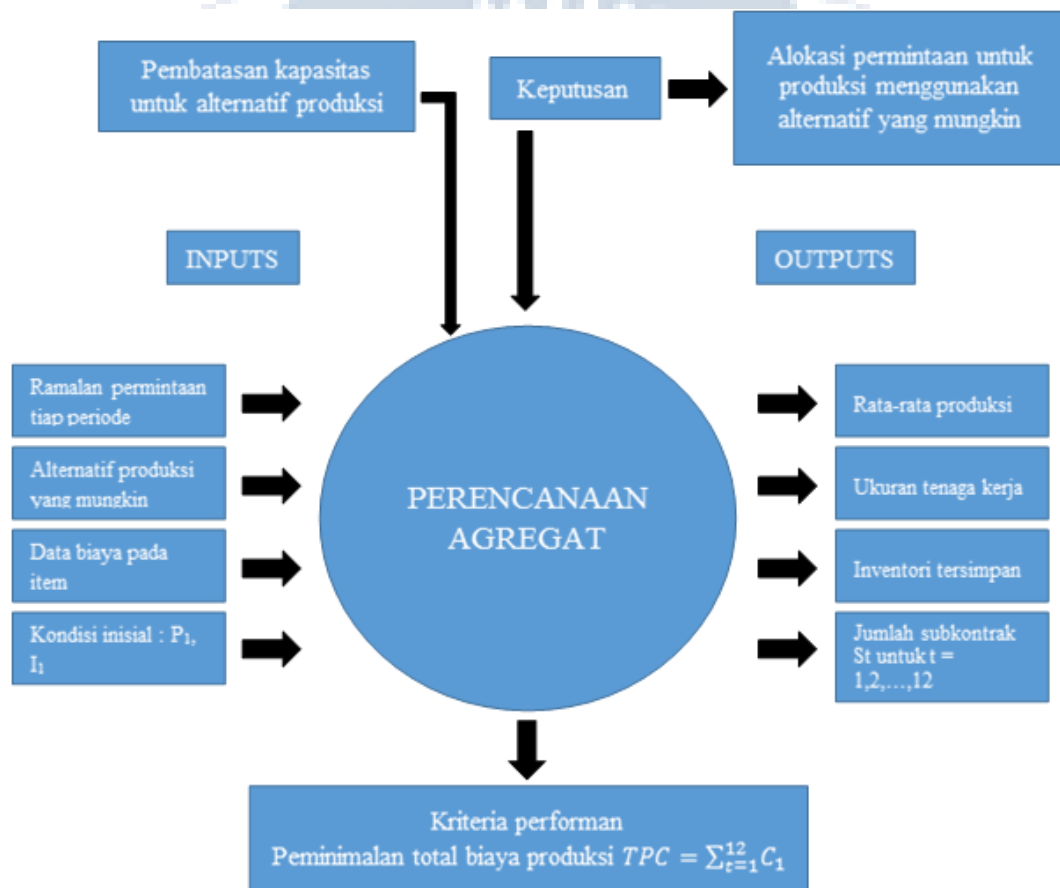 Pembatasan kapasitas
untuk alternatif produksi
Keputusan
Alokasi permintaan untuk
produksi menggunakan
alternatif yang mungkin
INPUTS
OUTPUTS
Ramalan permintaan
tiap periode
Alternatif produksi
yang mungkin
Data biaya pada
item
Kondisi inisial : P₁,
I₁
PERENCANAAN
AGREGAT
Rata-rata produksi
Ukuran tenaga kerja
Inventori tersimpan
Jumlah subkontrak
St untuk t =
1,2,…,12
Kriteria performan
Peminimalan total biaya produksi TPC = ∑_{t=1}^{12} C₁